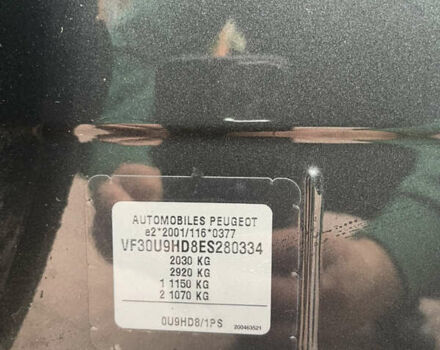 AUTOMOBILES PEUGEOT
e2*2001/116*0377
VF30U9HD8ES280334
2030 KG
2920 KG
1 1150 KG
2 1070 KG
0U9HD8/1PS
200463521